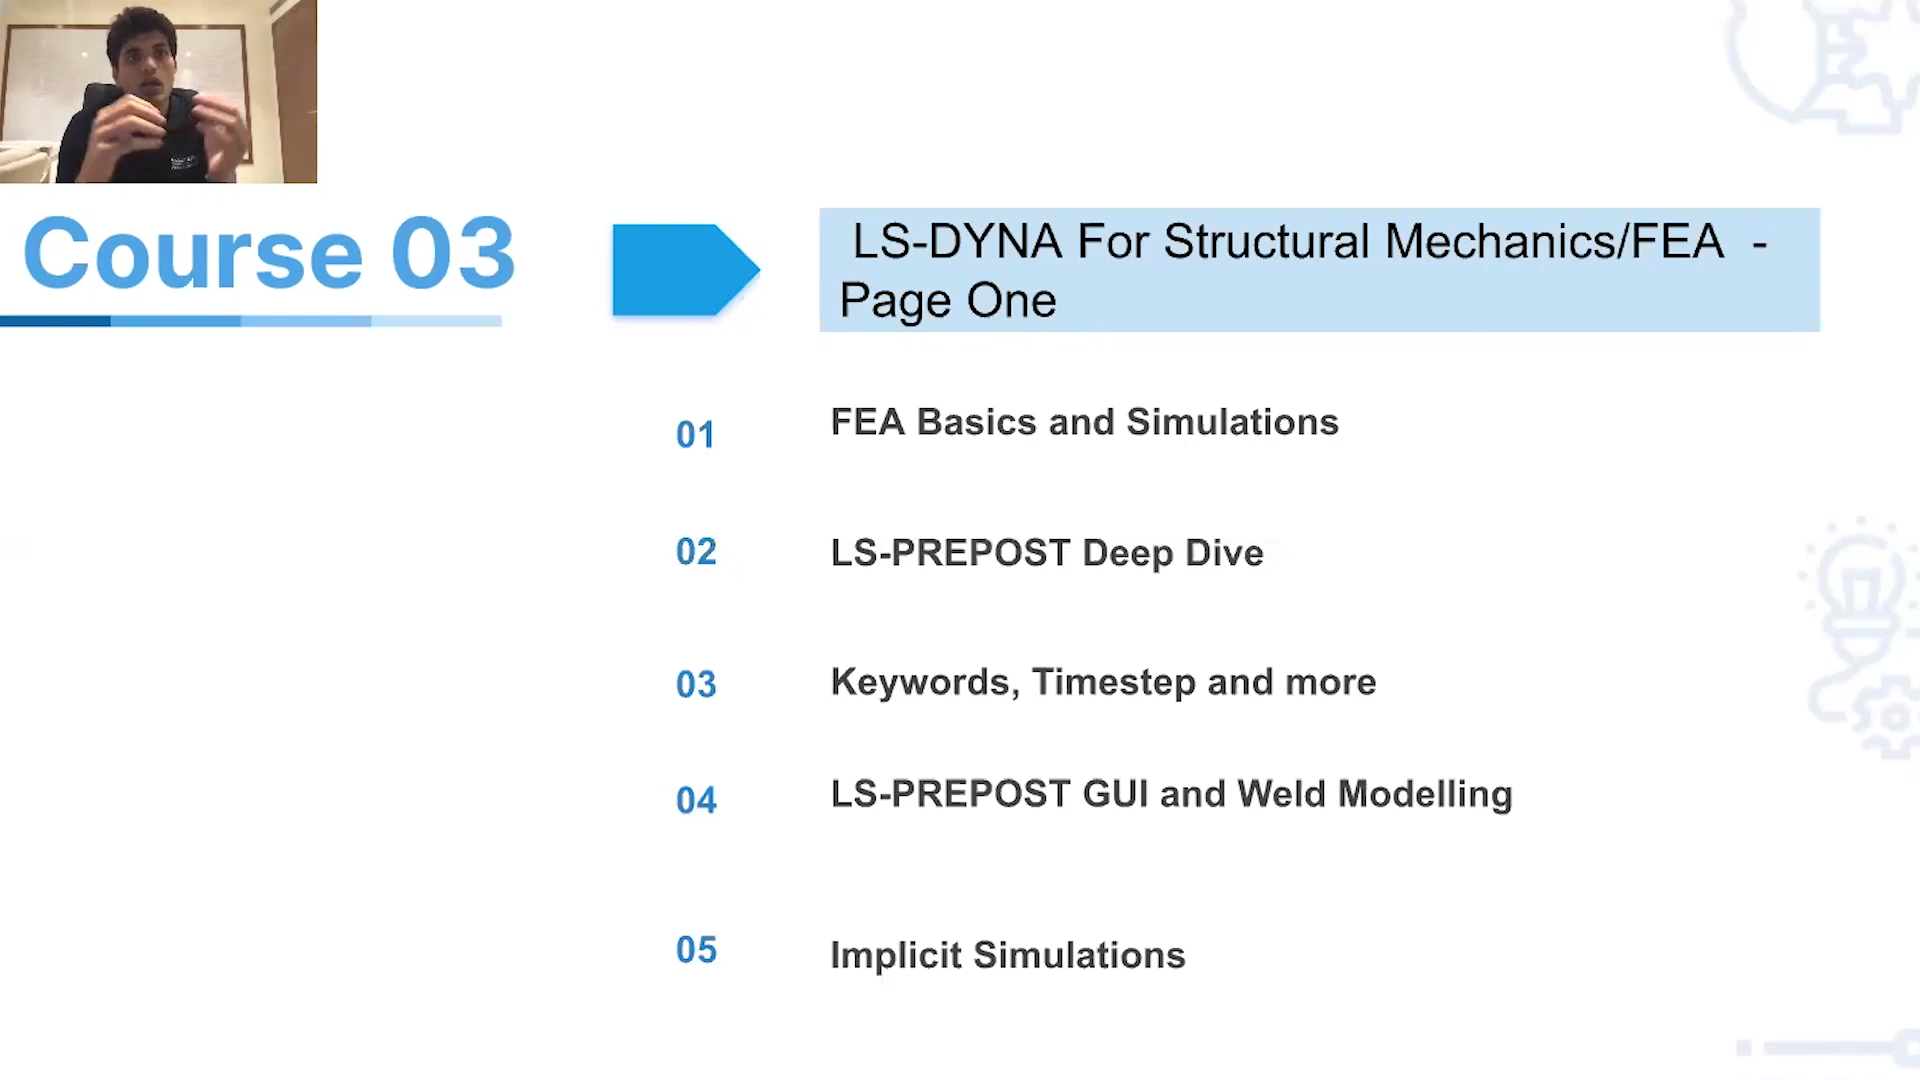 Course 03
LS-DYNA For Structural Mechanics/FEA -
Page One
01
FEA Basics and Simulations
02
LS-PREPOST Deep Dive
03
Keywords, Timestep and more
04
LS-PREPOST GUI and Weld Modelling
05
Implicit Simulations